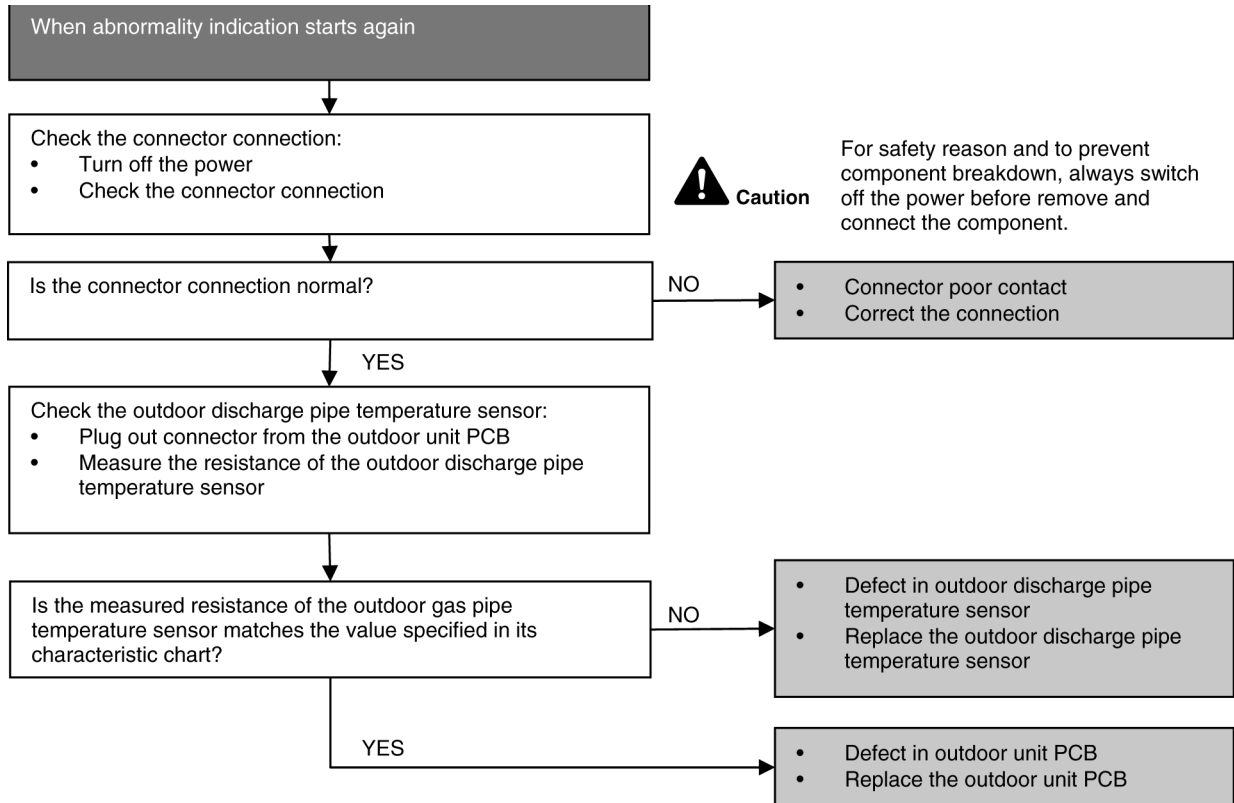 When abnormality indication starts again
Check the connector connection:
• Turn off the power
• Check the connector connection
For safety reason and to prevent
component breakdown, always switch
off the power before remove and
connect the component.
Caution
Is the connector connection normal?
NO
• Connector poor contact
• Correct the connection
YES
Check the outdoor discharge pipe temperature sensor:
• Plug out connector from the outdoor unit PCB
• Measure the resistance of the outdoor discharge pipe
temperature sensor
Is the measured resistance of the outdoor gas pipe
temperature sensor matches the value specified in its
characteristic chart?
NO
• Defect in outdoor discharge pipe
temperature sensor
• Replace the outdoor discharge pipe
temperature sensor
YES
• Defect in outdoor unit PCB
• Replace the outdoor unit PCB